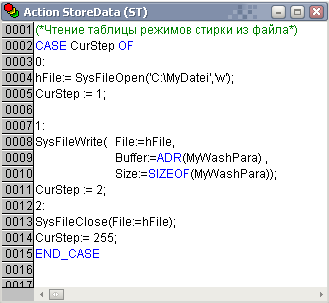 Action StoreData (ST)
0001 (*Чтение таблицы режимов стирки из файла*)
0002 CASE CurStep OF
0003 0:
0004 hFile:= SysFileOpen('C:\MyDatei','w');
0005 CurStep := 1;
0006
0007 1:
0008 SysFileWrite( File:=hFile,
0009 Buffer:=ADR(MyWashPara) ,
0010 Size:=SIZEOF(MyWashPara));
0011 CurStep := 2;
0012 2:
0013 SysFileClose(File:=hFile);
0014 CurStep:= 255;
0015 END_CASE
0016
0017